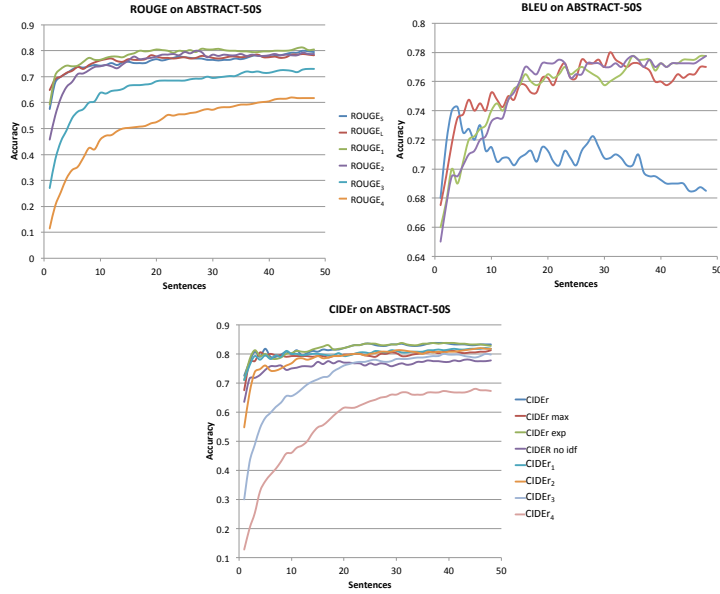 ROUGE on ABSTRACT-50S
0.9
0.8
0.7
0.6
0.5
0.4
0.3
0.2
0.1
0
Accuracy
0 10 20 30 40 50
Sentences
ROUGE₅
ROUGE_L
ROUGE₁
ROUGE₂
ROUGE₃
ROUGE₄
BLEU on ABSTRACT-50S
0.8
0.78
0.76
0.74
0.72
0.7
0.68
0.66
0.64
Accuracy
0 10 20 30 40 50
Sentences
CIDEr on ABSTRACT-50S
0.9
0.8
0.7
0.6
0.5
0.4
0.3
0.2
0.1
Accuracy
0 10 20 30 40 50
Sentences
CIDEr
CIDEr max
CIDEr exp
CIDER no idf
CIDEr₁
CIDEr₂
CIDEr₃
CIDEr₄